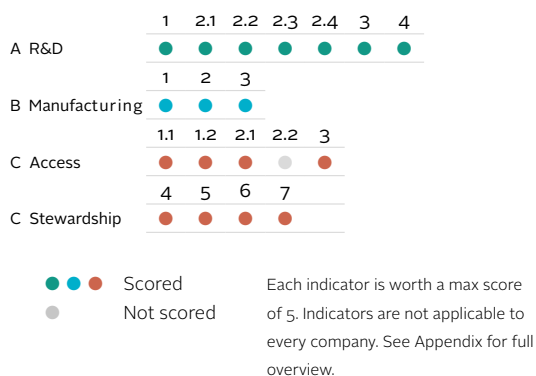 1 2.1 2.2 2.3 2.4 3 4
A R&D
1 2 3
B Manufacturing
1.1 1.2 2.1 2.2 3
C Access
4 5 6 7
C Stewardship
Scored
Not scored
Each indicator is worth a max score
of 5. Indicators are not applicable to
every company. See Appendix for full
overview.